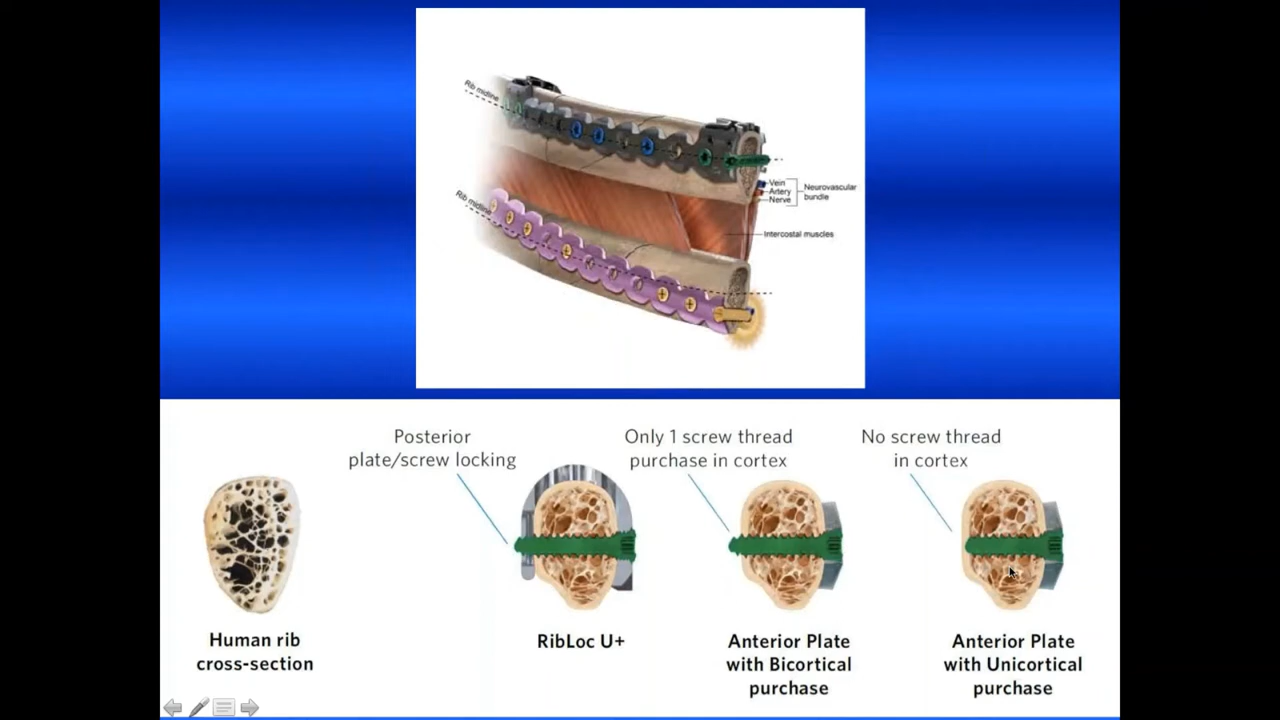 Rib midline
Vein
Artery
Nerve
Neurovascular
bundle
Rib midline
Intercostal muscles
Posterior
plate/screw locking
Only 1 screw thread
purchase in cortex
No screw thread
in cortex
Human rib
cross-section
RibLoc U+
Anterior Plate
with Bicortical
purchase
Anterior Plate
with Unicortical
purchase